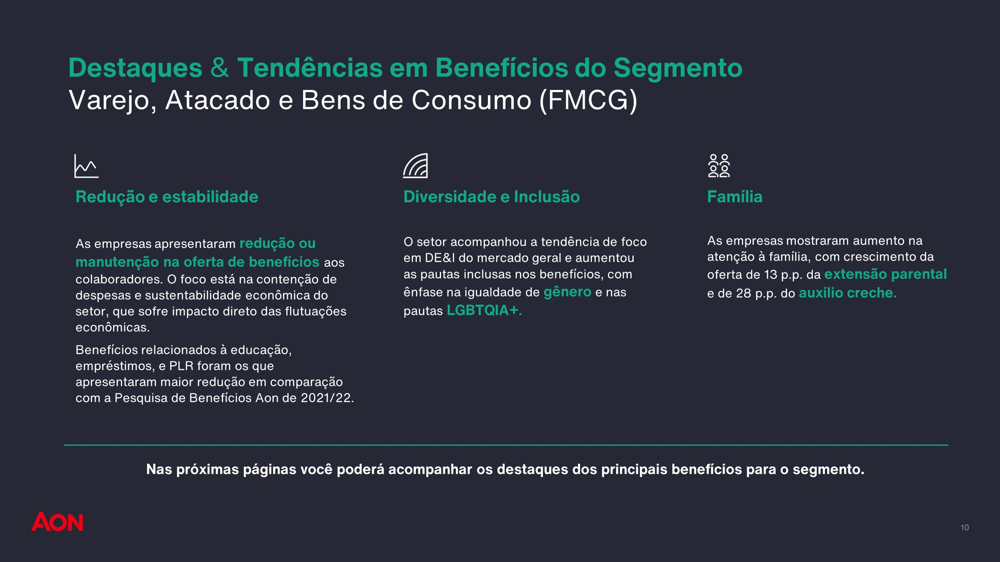 Destaques & Tendências em Benefícios do Segmento
Varejo, Atacado e Bens de Consumo (FMCG)
Redução e estabilidade
As empresas apresentaram redução ou
manutenção na oferta de benefícios aos
colaboradores. O foco está na contenção de
despesas e sustentabilidade econômica do
setor, que sofre impacto direto das flutuações
econômicas.
Benefícios relacionados à educação,
empréstimos, e PLR foram os que
apresentaram maior redução em comparação
com a Pesquisa de Benefícios Aon de 2021/22.
Diversidade e Inclusão
O setor acompanhou a tendência de foco
em DE&I do mercado geral e aumentou
as pautas inclusas nos benefícios, com
ênfase na igualdade de gênero e nas
pautas LGBTQIA+.
Família
As empresas mostraram aumento na
atenção à família, com crescimento da
oferta de 13 p.p. da extensão parental
e de 28 p.p. do auxílio creche.
Nas próximas páginas você poderá acompanhar os destaques dos principais benefícios para o segmento.
AON
10